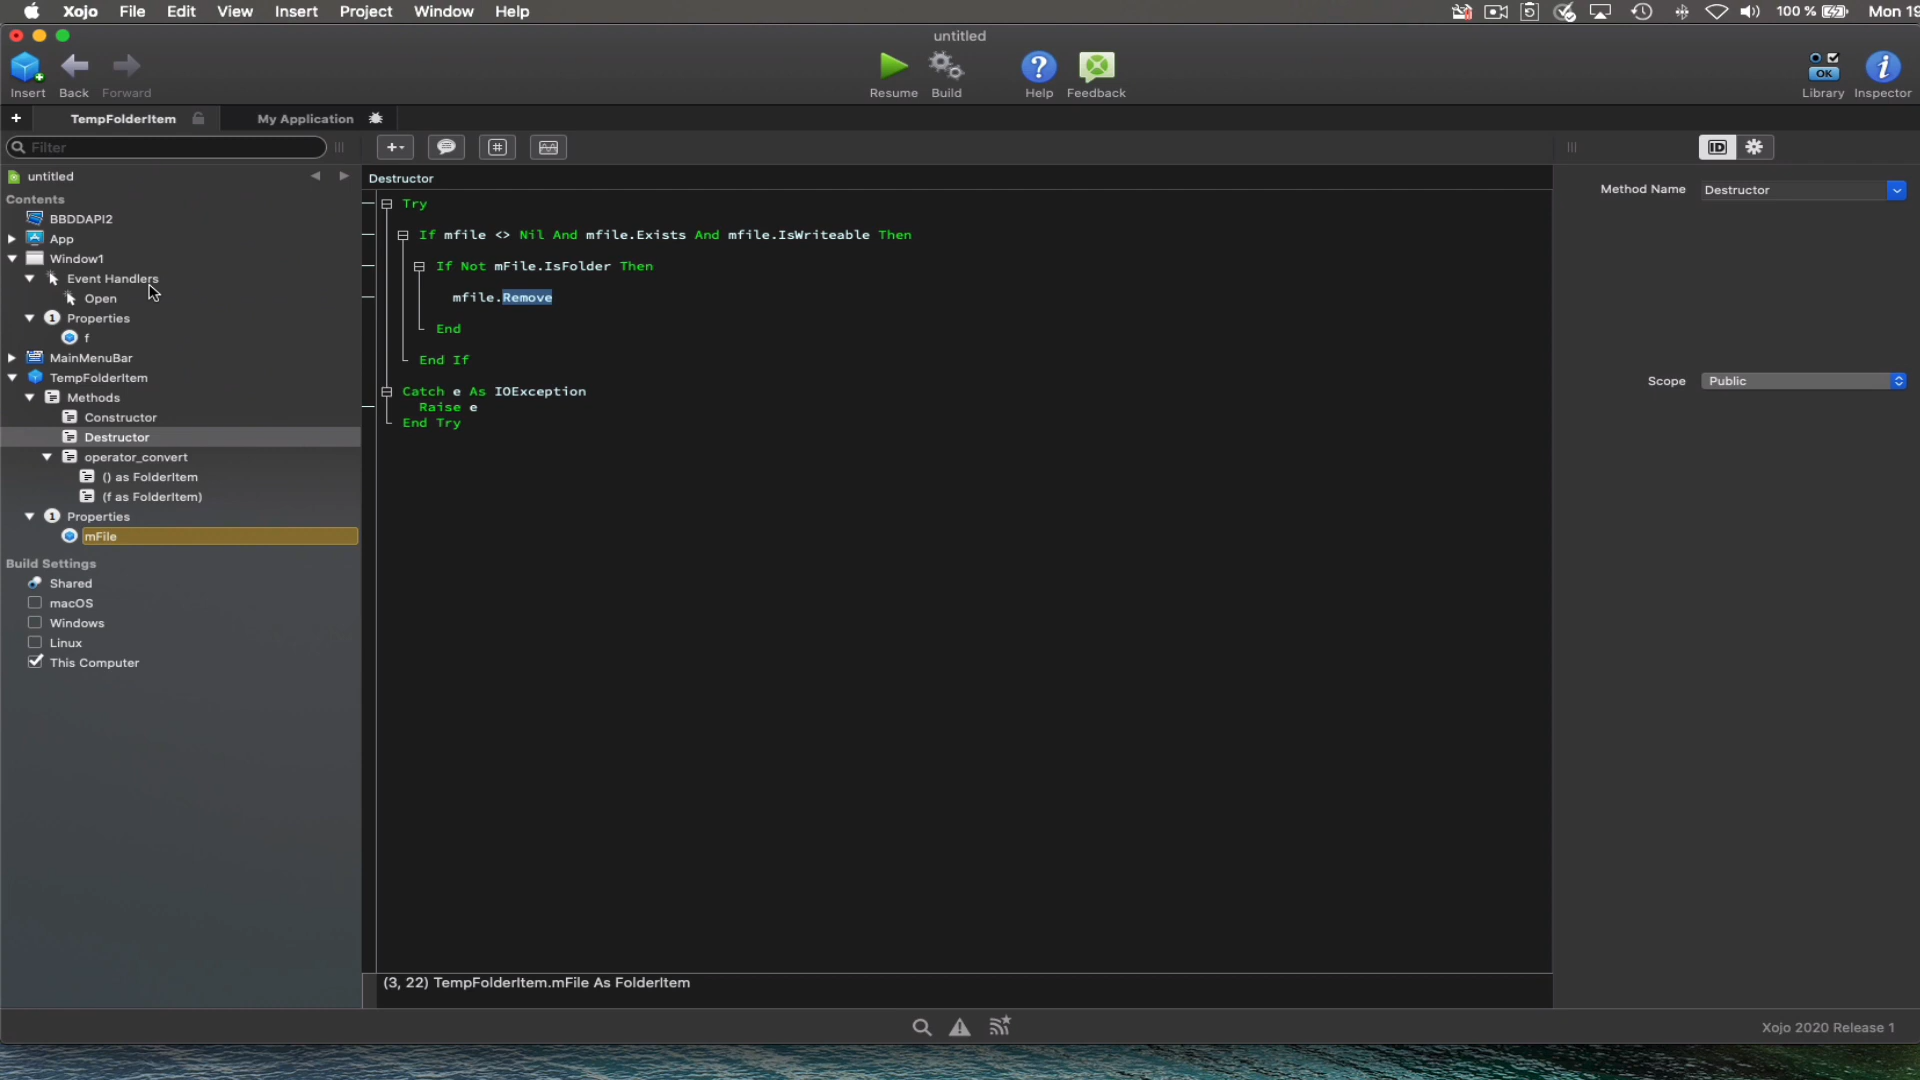 Xojo File Edit View Insert Project Window Help 100 % Mon 19
untitled
Insert Back Forward Resume Build Help Feedback OK Library Inspector
+ TempFolderItem My Application
Filter + ID
untitled
Destructor
Method Name Destructor
Contents
BBDDAPI2
App
Window1
Event Handlers
Open
1 Properties
f
MainMenuBar
TempFolderItem
Methods
Constructor
Destructor
operator_convert
() as FolderItem
(f as FolderItem)
1 Properties
mFile
Build Settings
Shared
macOS
Windows
Linux
This Computer
Try
If mfile <> Nil And mfile.Exists And mfile.IsWriteable Then
If Not mFile.IsFolder Then
mfile.Remove
End
End If
Catch e As IOException
Raise e
End Try
Scope Public
(3, 22) TempFolderItem.mFile As FolderItem
Xojo 2020 Release 1